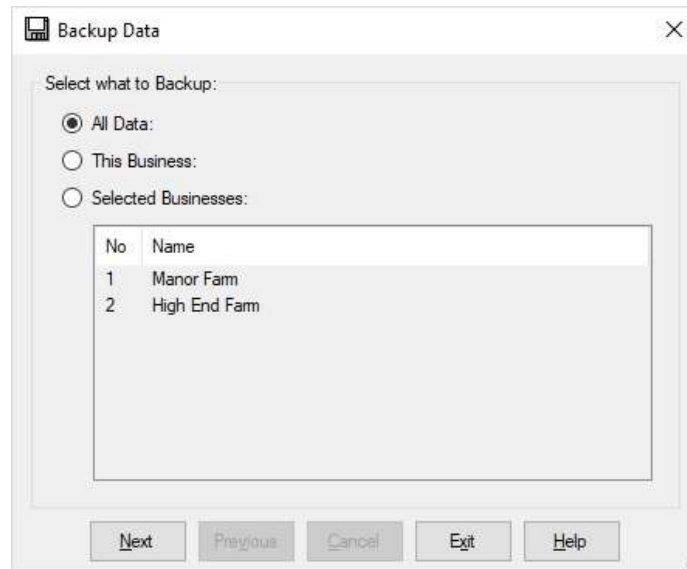 Backup Data
Select what to Backup:
All Data:
This Business:
Selected Businesses:
No Name
1 Manor Farm
2 High End Farm
Next Previous Cancel Exit Help